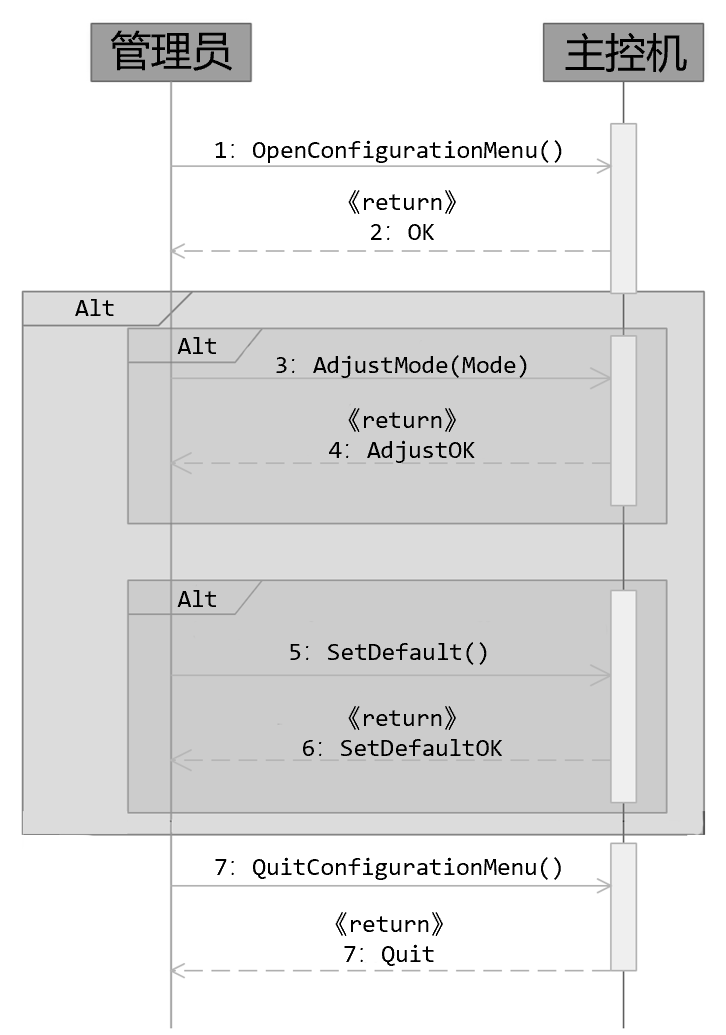 管理员
主控机
1: OpenConfigurationMenu()
《return》
2: OK
Alt
Alt
3: AdjustMode(Mode)
《return》
4: AdjustOK
Alt
5: SetDefault()
《return》
6: SetDefaultOK
7: QuitConfigurationMenu()
《return》
7: Quit